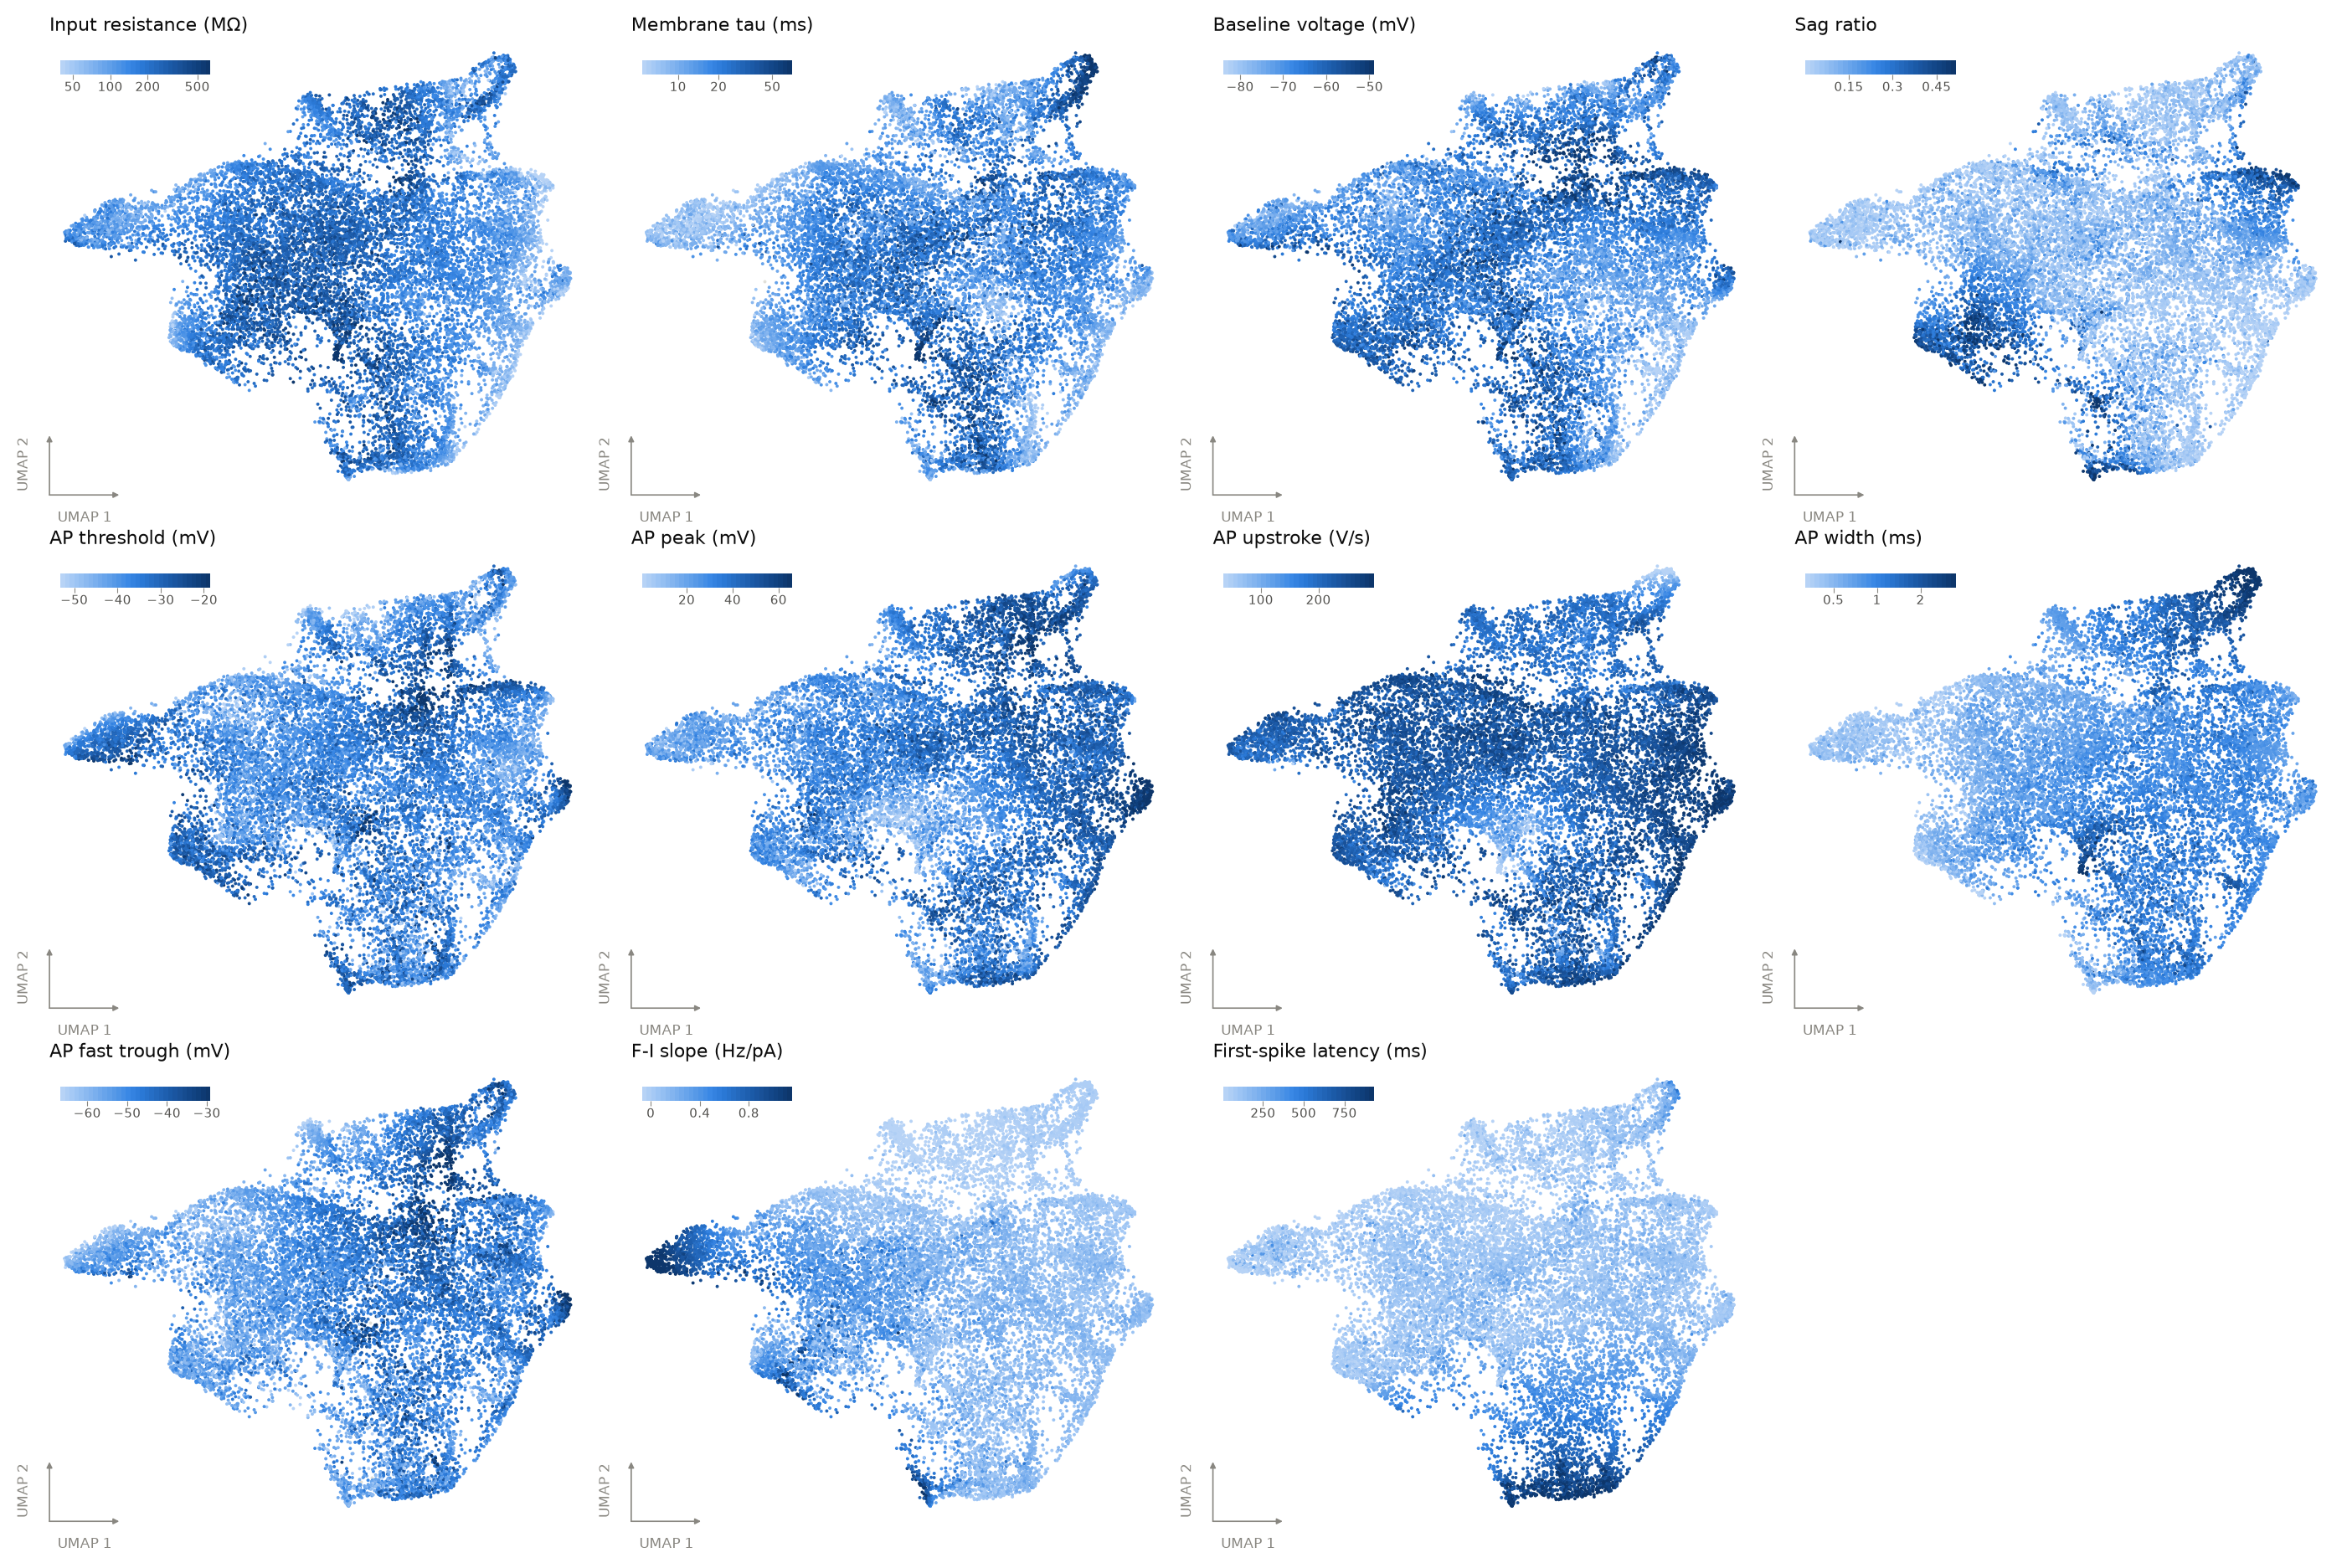 Input resistance (MΩ)
50 100 200 500
UMAP 2
UMAP 1
Membrane tau (ms)
10 20 50
UMAP 2
UMAP 1
Baseline voltage (mV)
−80 −70 −60 −50
UMAP 2
UMAP 1
Sag ratio
0.15 0.3 0.45
UMAP 2
UMAP 1
AP threshold (mV)
−50 −40 −30 −20
UMAP 2
UMAP 1
AP peak (mV)
20 40 60
UMAP 2
UMAP 1
AP upstroke (V/s)
100 200
UMAP 2
UMAP 1
AP width (ms)
0.5 1 2
UMAP 2
UMAP 1
AP fast trough (mV)
−60 −50 −40 −30
UMAP 2
UMAP 1
F-I slope (Hz/pA)
0 0.4 0.8
UMAP 2
UMAP 1
First-spike latency (ms)
250 500 750
UMAP 2
UMAP 1